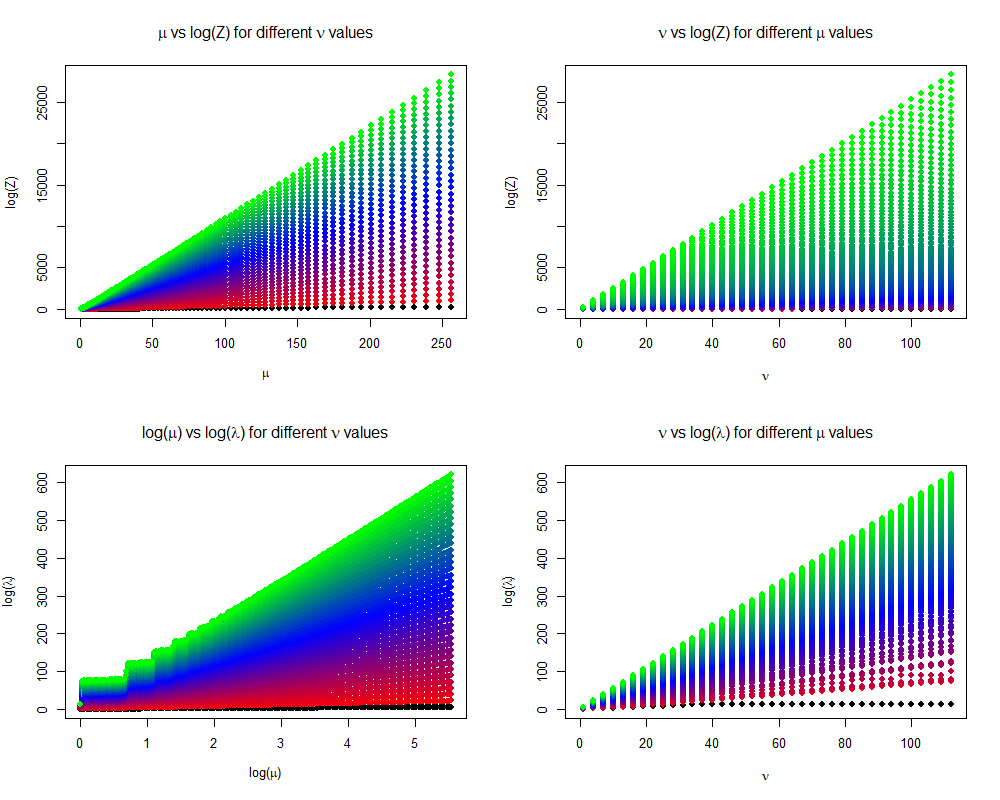 μ vs log(Z) for different ν values
25000
15000
5000
0
log(Z)
0 50 100 150 200 250
μ
ν vs log(Z) for different μ values
25000
15000
5000
0
log(Z)
0 20 40 60 80 100
ν
log(μ) vs log(λ) for different ν values
600
500
400
300
200
100
0
log(λ)
0 1 2 3 4 5
log(μ)
ν vs log(λ) for different μ values
600
500
400
300
200
100
0
log(λ)
0 20 40 60 80 100
ν